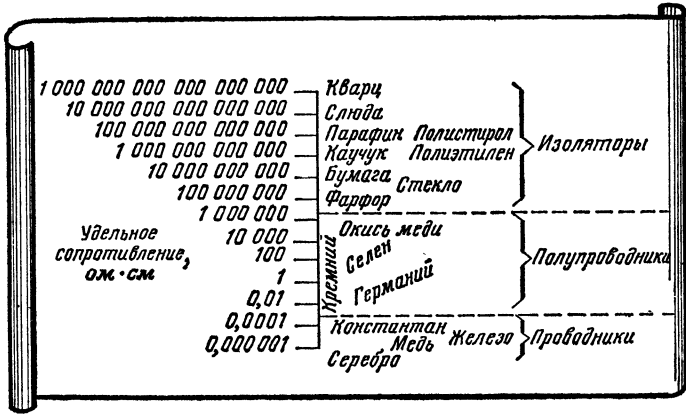 1 000 000 000 000 000 000 Кварц
10 000 000 000 000 000 Слюда
100 000 000 000 000 Парафин Полистирол
1 000 000 000 000 Каучук Полиэтилен
Изоляторы
10 000 000 000 Бумага
100 000 000 Фарфор Стекло
1 000 000
Удельное
сопротивление,
ом·см
10 000 Окись меди
100 Селен
Кремний
Полупроводники
1 Германий
0,01
0,0001 Константан
Медь Железо Проводники
0,000001
Серебро